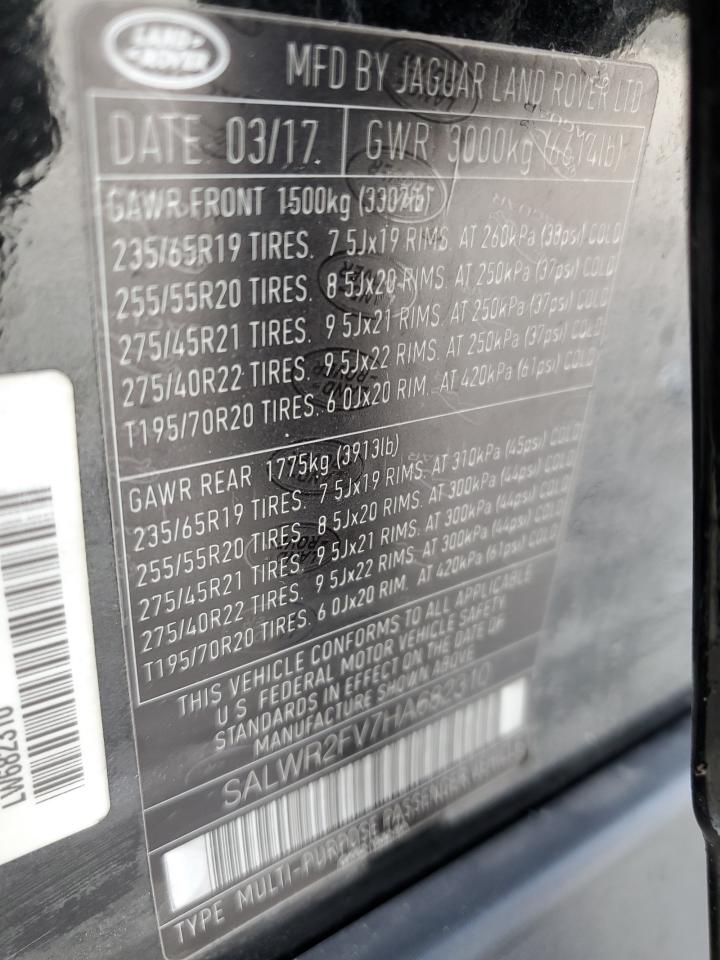 LAND ROVER
MFD BY JAGUAR LAND ROVER LTD
DATE. 03/17. GWR 3000kg (6614lb)
GAWR FRONT 1500kg (3307lb)
235/65R19 TIRES. 7.5Jx19 RIMS. AT 260kPa (38psi) COLD
255/55R20 TIRES. 8.5Jx20 RIMS. AT 250kPa (37psi) COLD
275/45R21 TIRES. 9.5Jx21 RIMS. AT 250kPa (37psi) COLD
275/40R22 TIRES. 9.5Jx22 RIMS. AT 250kPa (37psi) COLD
T195/70R20 TIRES. 6.0Jx20 RIM. AT 420kPa (61psi) COLD
GAWR REAR 1775kg (3913lb)
235/65R19 TIRES. 7.5Jx19 RIMS. AT 310kPa (45psi) COLD
255/55R20 TIRES. 8.5Jx20 RIMS. AT 300kPa (44psi) COLD
275/45R21 TIRES. 9.5Jx21 RIMS. AT 300kPa (44psi) COLD
275/40R22 TIRES. 9.5Jx22 RIMS. AT 300kPa (44psi) COLD
T195/70R20 TIRES. 6.0Jx20 RIM. AT 420kPa (61psi) COLD
THIS VEHICLE CONFORMS TO ALL APPLICABLE
U.S. FEDERAL MOTOR VEHICLE SAFETY
STANDARDS IN EFFECT ON THE DATE OF
MANUFACTURE SHOWN ABOVE
SALWR2FV7HA682310
TYPE MULTI-PURPOSE PASSENGER VEHICLE
LW682310